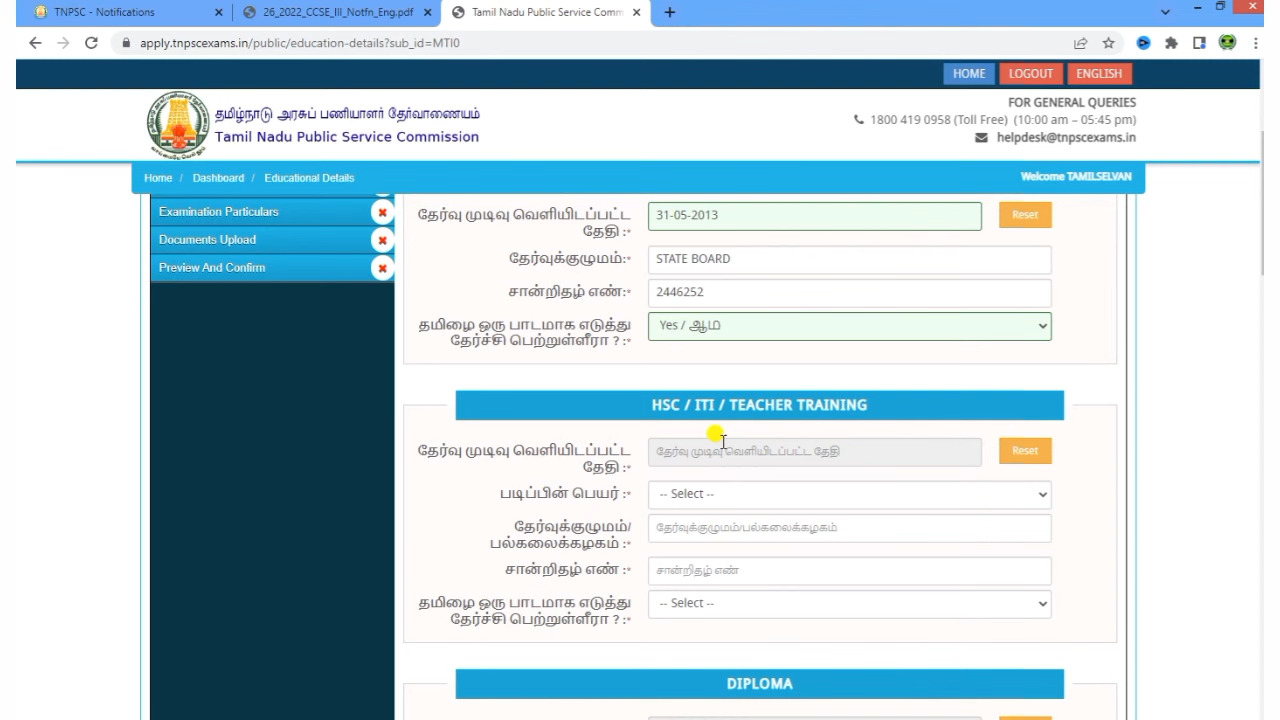 TNPSC - Notifications
26_2022_CCSE_III_Notfn_Eng.pdf
Tamil Nadu Public Service Comm
apply.tnpscexams.in/public/education-details?sub_id=MTI0
HOME LOGOUT ENGLISH
தமிழ்நாடு அரசுப் பணியாளர் தேர்வாணையம்
Tamil Nadu Public Service Commission
FOR GENERAL QUERIES
1800 419 0958 (Toll Free) (10:00 am – 05:45 pm)
helpdesk@tnpscexams.in
Home / Dashboard / Educational Details
Welcome TAMILSELVAN
Examination Particulars
Documents Upload
Preview And Confirm
தேர்வு முடிவு வெளியிடப்பட்ட
தேதி :*
31-05-2013
Reset
தேர்வுக்குழுமம்:*
STATE BOARD
சான்றிதழ் எண்:*
2446252
தமிழை ஒரு பாடமாக எடுத்து
தேர்ச்சி பெற்றுள்ளீரா ? :*
Yes / ஆம்
HSC / ITI / TEACHER TRAINING
தேர்வு முடிவு வெளியிடப்பட்ட
தேதி :*
தேர்வு முடிவு வெளியிடப்பட்ட தேதி
Reset
படிப்பின் பெயர் :*
-- Select --
தேர்வுக்குழுமம்/
பல்கலைக்கழகம் :*
தேர்வுக்குழுமம்/பல்கலைக்கழகம்
சான்றிதழ் எண் :*
சான்றிதழ் எண்
தமிழை ஒரு பாடமாக எடுத்து
தேர்ச்சி பெற்றுள்ளீரா ? :*
-- Select --
DIPLOMA